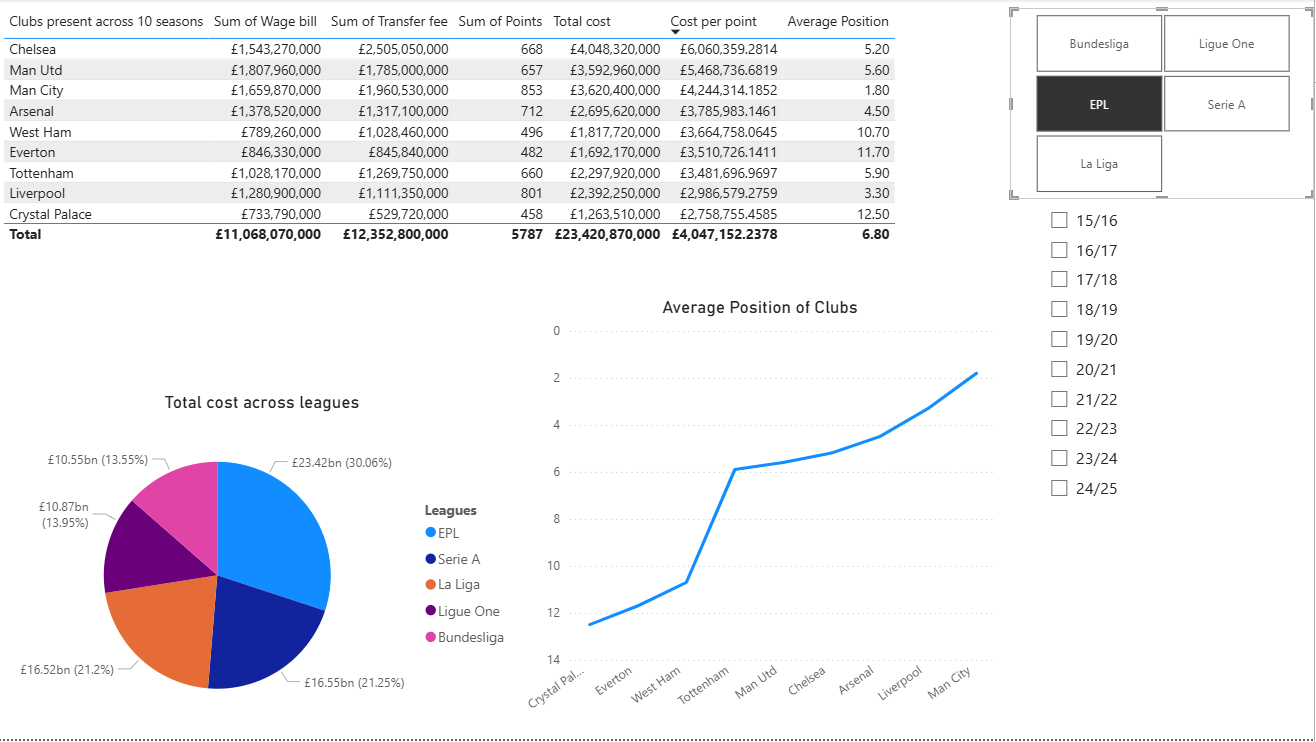 Clubs present across 10 seasons Sum of Wage bill Sum of Transfer fee Sum of Points Total cost Cost per point Average Position
Chelsea £1,543,270,000 £2,505,050,000 668 £4,048,320,000 £6,060,359.2814 5.20
Man Utd £1,807,960,000 £1,785,000,000 657 £3,592,960,000 £5,468,736.6819 5.60
Man City £1,659,870,000 £1,960,530,000 853 £3,620,400,000 £4,244,314.1852 1.80
Arsenal £1,378,520,000 £1,317,100,000 712 £2,695,620,000 £3,785,983.1461 4.50
West Ham £789,260,000 £1,028,460,000 496 £1,817,720,000 £3,664,758.0645 10.70
Everton £846,330,000 £845,840,000 482 £1,692,170,000 £3,510,726.1411 11.70
Tottenham £1,028,170,000 £1,269,750,000 660 £2,297,920,000 £3,481,696.9697 5.90
Liverpool £1,280,900,000 £1,111,350,000 801 £2,392,250,000 £2,986,579.2759 3.30
Crystal Palace £733,790,000 £529,720,000 458 £1,263,510,000 £2,758,755.4585 12.50
Total £11,068,070,000 £12,352,800,000 5787 £23,420,870,000 £4,047,152.2378 6.80
Bundesliga Ligue One
EPL Serie A
La Liga
15/16
16/17
17/18
18/19
19/20
20/21
21/22
22/23
23/24
24/25
Total cost across leagues
£10.55bn (13.55%)
£23.42bn (30.06%)
£10.87bn
(13.95%)
£16.52bn (21.2%)
£16.55bn (21.25%)
Leagues
EPL
Serie A
La Liga
Ligue One
Bundesliga
Average Position of Clubs
0
2
4
6
8
10
12
14
Crystal Pal... Everton West Ham Tottenham Man Utd Chelsea Arsenal Liverpool Man City